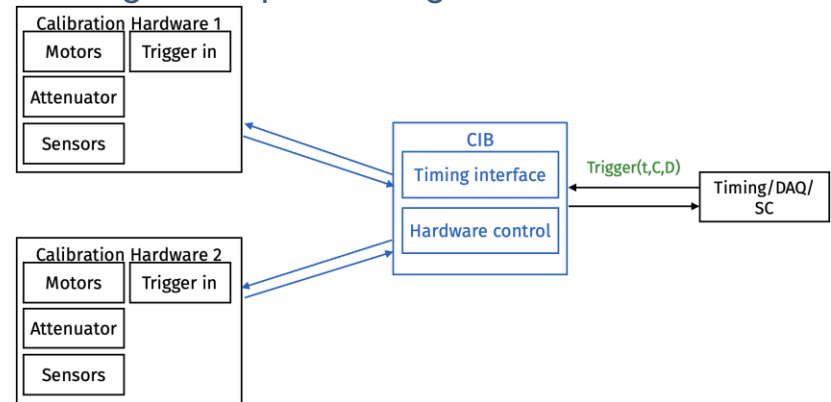 Calibration Hardware 1
Motors
Trigger in
Attenuator
Sensors
CIB
Timing interface
Hardware control
Trigger(t,C,D)
Timing/DAQ/
SC
Calibration Hardware 2
Motors
Trigger in
Attenuator
Sensors